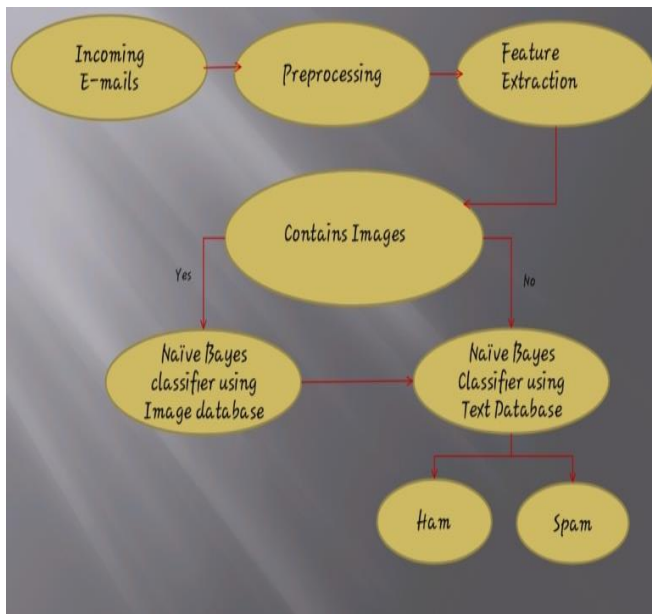 Incoming
E-mails
Preprocessing
Feature
Extraction
Contains Images
Yes
No
Naïve Bayes
classifier using
Image database
Naïve Bayes
Classifier using
Text Database
Ham
Spam